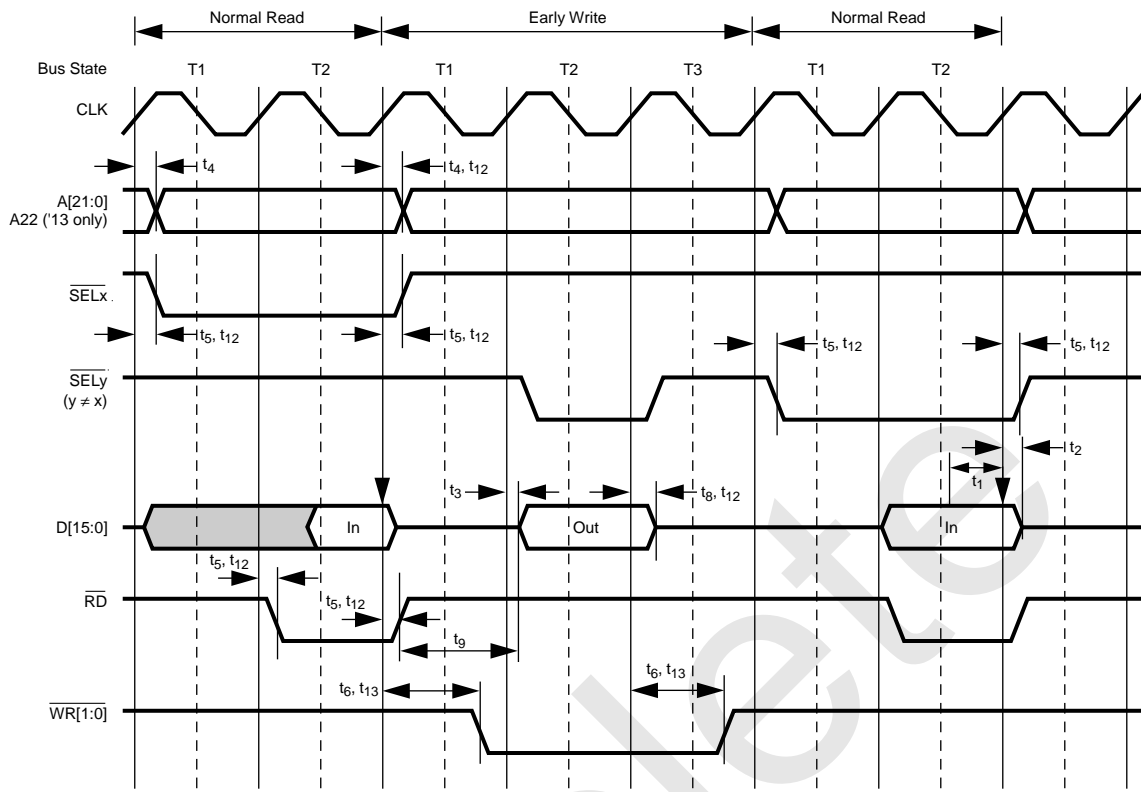 Normal Read Early Write Normal Read
Bus State T1 T2 T1 T2 T3 T1 T2
CLK
t4 t4, t12
A[21:0]
A22 ('13 only)
SELx
t5, t12 t5, t12 t5, t12 t5, t12
SELy
(y ≠ x)
t2
t1
t3 t8, t12
D[15:0] In Out In
t5, t12
RD t5, t12
t9
t6, t13 t6, t13
WR[1:0]
lete